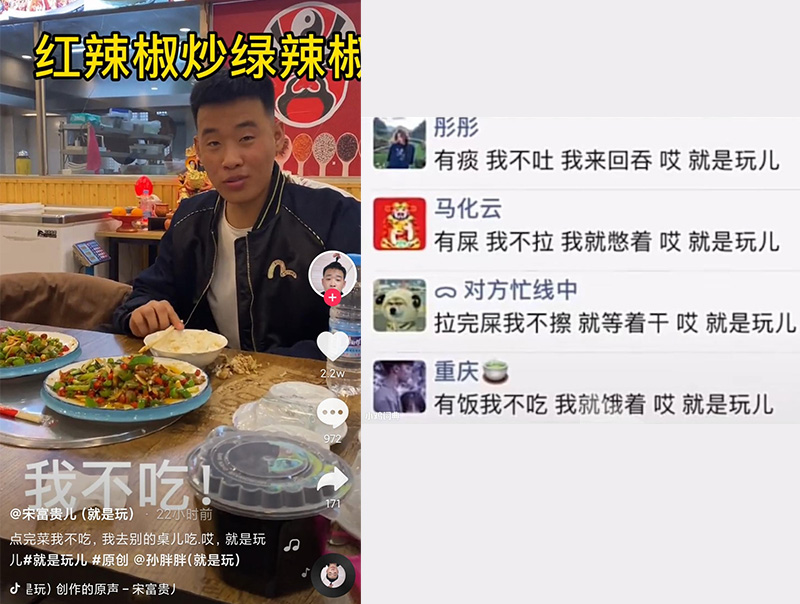 红辣椒炒绿辣椒
2.2w
972
171
我不吃!
@宋富贵儿 (就是玩) · 22小时前
点完菜我不吃，我去别的桌儿吃.哎，就是玩
儿#就是玩儿 #原创 @孙胖胖(就是玩)
是玩）创作的原声 - 宋富贵儿
彤彤
有痰 我不吐 我来回吞 哎 就是玩儿
马化云
有屎 我不拉 我就憋着 哎 就是玩儿
对方忙线中
拉完屎我不擦 就等着干 哎 就是玩儿
重庆🍵
有饭我不吃 我就饿着 哎 就是玩儿